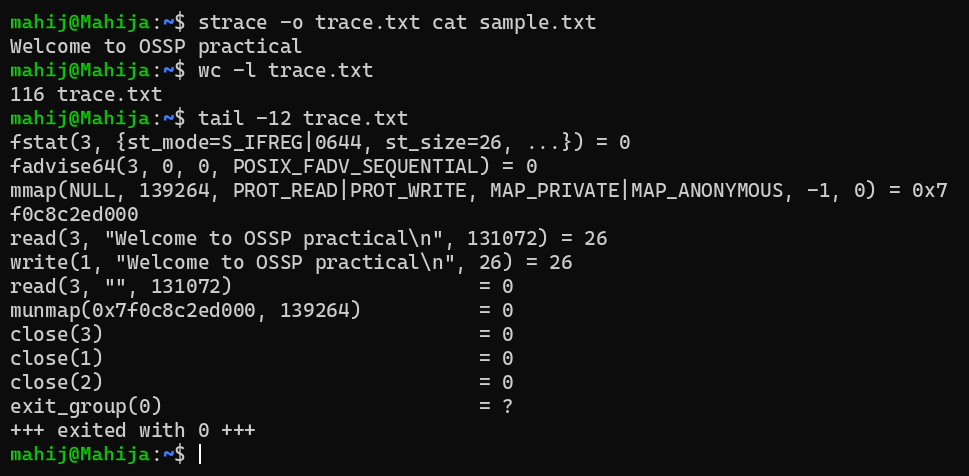 mahij@Mahija:~$ strace -o trace.txt cat sample.txt
Welcome to OSSP practical
mahij@Mahija:~$ wc -l trace.txt
116 trace.txt
mahij@Mahija:~$ tail -12 trace.txt
fstat(3, {st_mode=S_IFREG|0644, st_size=26, ...}) = 0
fadvise64(3, 0, 0, POSIX_FADV_SEQUENTIAL) = 0
mmap(NULL, 139264, PROT_READ|PROT_WRITE, MAP_PRIVATE|MAP_ANONYMOUS, -1, 0) = 0x7
f0c8c2ed000
read(3, "Welcome to OSSP practical\n", 131072) = 26
write(1, "Welcome to OSSP practical\n", 26) = 26
read(3, "", 131072)                     = 0
munmap(0x7f0c8c2ed000, 139264)          = 0
close(3)                                = 0
close(1)                                = 0
close(2)                                = 0
exit_group(0)                           = ?
+++ exited with 0 +++
mahij@Mahija:~$